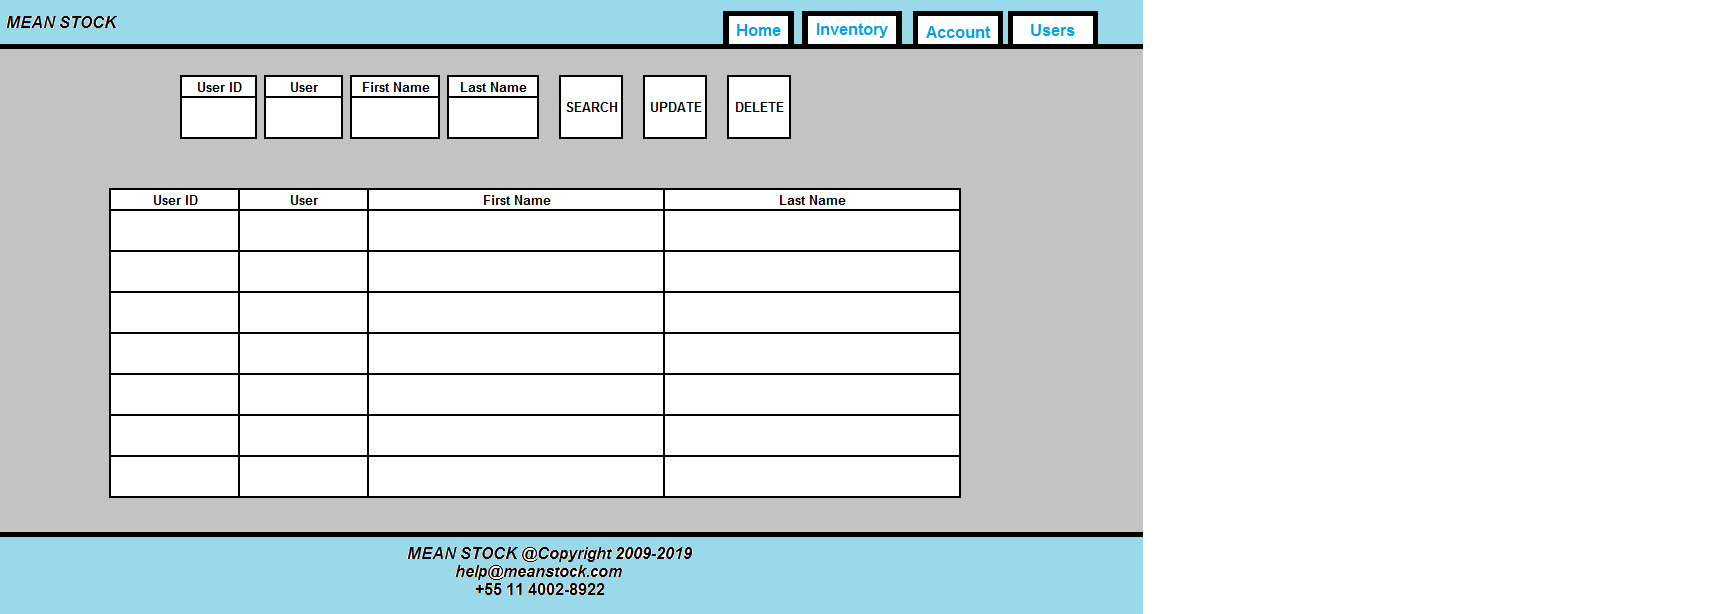 MEAN STOCK
Home Inventory Account Users
User ID User First Name Last Name
SEARCH UPDATE DELETE
User ID User First Name Last Name
MEAN STOCK @Copyright 2009-2019
help@meanstock.com
+55 11 4002-8922